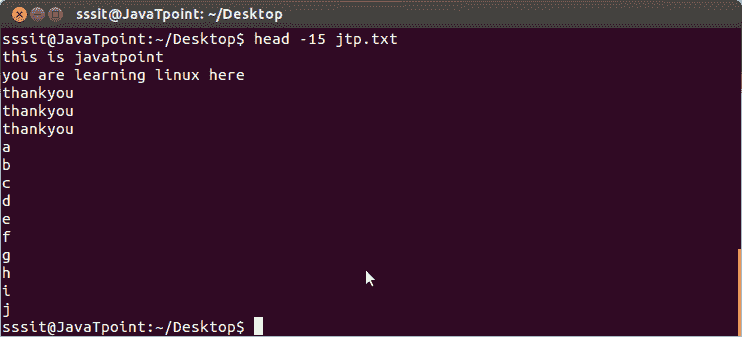 sssit@JavaTpoint: ~/Desktop
sssit@JavaTpoint:~/Desktop$ head -15 jtp.txt
this is javatpoint
you are learning linux here
thankyou
thankyou
thankyou
a
b
c
d
e
f
g
h
i
j
sssit@JavaTpoint:~/Desktop$